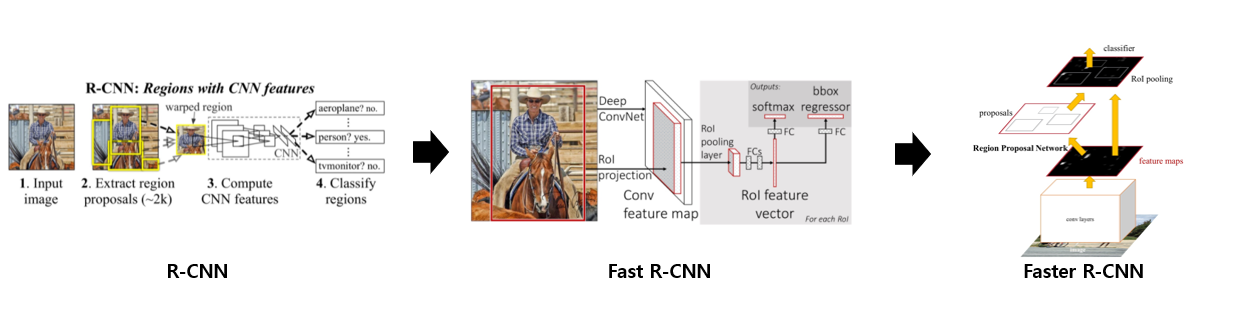 R-CNN: Regions with CNN features
warped region
aeroplane? no.
person? yes.
CNN
tvmonitor? no.
1. Input
image
2. Extract region
proposals (~2k)
3. Compute
CNN features
4. Classify
regions
R-CNN
Deep
ConvNet
RoI
projection
Conv
feature map
RoI
pooling
layer
FCs
RoI feature
vector
Outputs:
softmax
bbox
regressor
FC
FC
For each RoI
Fast R-CNN
classifier
RoI pooling
proposals
Region Proposal Network
feature maps
conv layers
image
Faster R-CNN